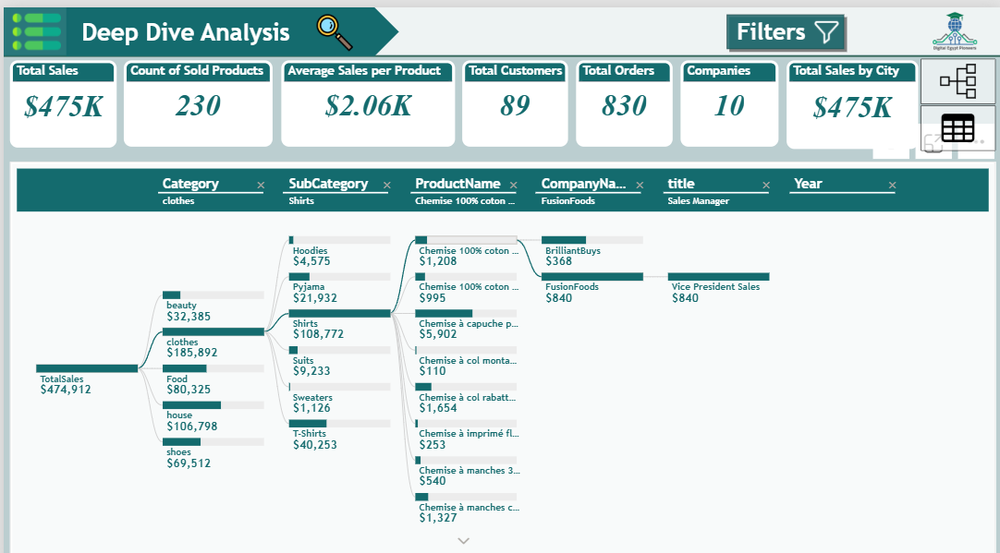 Deep Dive Analysis
Filters
Digital Egypt Pioneers
Total Sales
$475K
Count of Sold Products
230
Average Sales per Product
$2.06K
Total Customers
89
Total Orders
830
Companies
10
Total Sales by City
$475K
Category
clothes
SubCategory
Shirts
ProductName
Chemise 100% coton ...
CompanyNa...
FusionFoods
title
Sales Manager
Year
TotalSales
$474,912
beauty
$32,385
clothes
$185,892
Food
$80,325
house
$106,798
shoes
$69,512
Hoodies
$4,575
Pyjama
$21,932
Shirts
$108,772
Suits
$9,233
Sweaters
$1,126
T-Shirts
$40,253
Chemise 100% coton ...
$1,208
Chemise 100% coton ...
$995
Chemise à capuche p...
$5,902
Chemise à col monta...
$110
Chemise à col rabatt...
$1,654
Chemise à imprimé fl...
$253
Chemise à manches 3...
$540
Chemise à manches c...
$1,327
BrilliantBuys
$368
FusionFoods
$840
Vice President Sales
$840